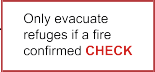 Only evacuate
refuges if a fire
confirmed CHECK